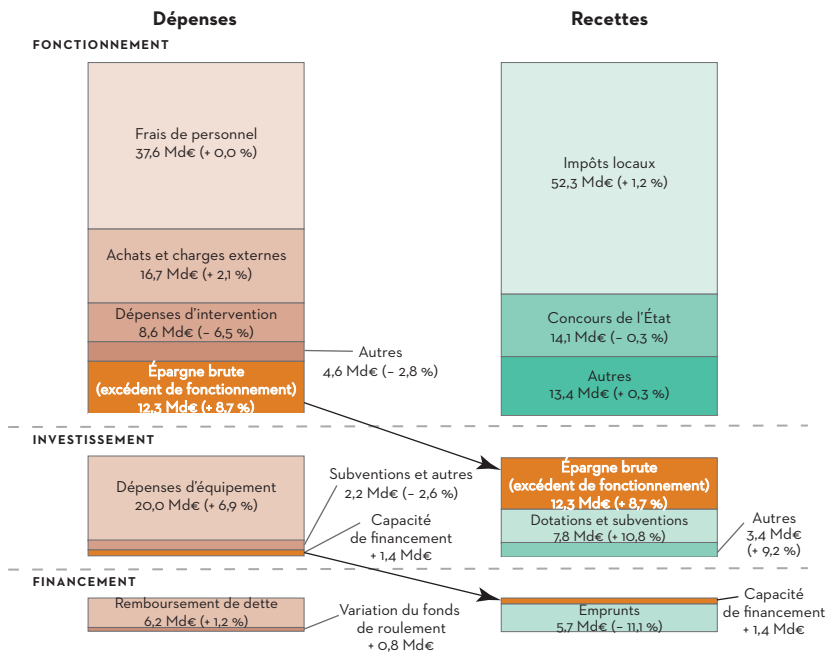 Dépenses
Recettes
FONCTIONNEMENT
Frais de personnel
37,6 Md€ (+ 0,0 %)
Achats et charges externes
16,7 Md€ (+ 2,1 %)
Dépenses d'intervention
8,6 Md€ (– 6,5 %)
Autres
4,6 Md€ (– 2,8 %)
Épargne brute
(excédent de fonctionnement)
12,3 Md€ (+ 8,7 %)
Impôts locaux
52,3 Md€ (+ 1,2 %)
Concours de l'État
14,1 Md€ (– 0,3 %)
Autres
13,4 Md€ (+ 0,3 %)
INVESTISSEMENT
Dépenses d'équipement
20,0 Md€ (+ 6,9 %)
Subventions et autres
2,2 Md€ (– 2,6 %)
Capacité
de financement
+ 1,4 Md€
Épargne brute
(excédent de fonctionnement)
12,3 Md€ (+ 8,7 %)
Dotations et subventions
7,8 Md€ (+ 10,8 %)
Autres
3,4 Md€
(+ 9,2 %)
FINANCEMENT
Remboursement de dette
6,2 Md€ (+ 1,2 %)
Variation du fonds
de roulement
+ 0,8 Md€
Emprunts
5,7 Md€ (– 11,1 %)
Capacité
de financement
+ 1,4 Md€